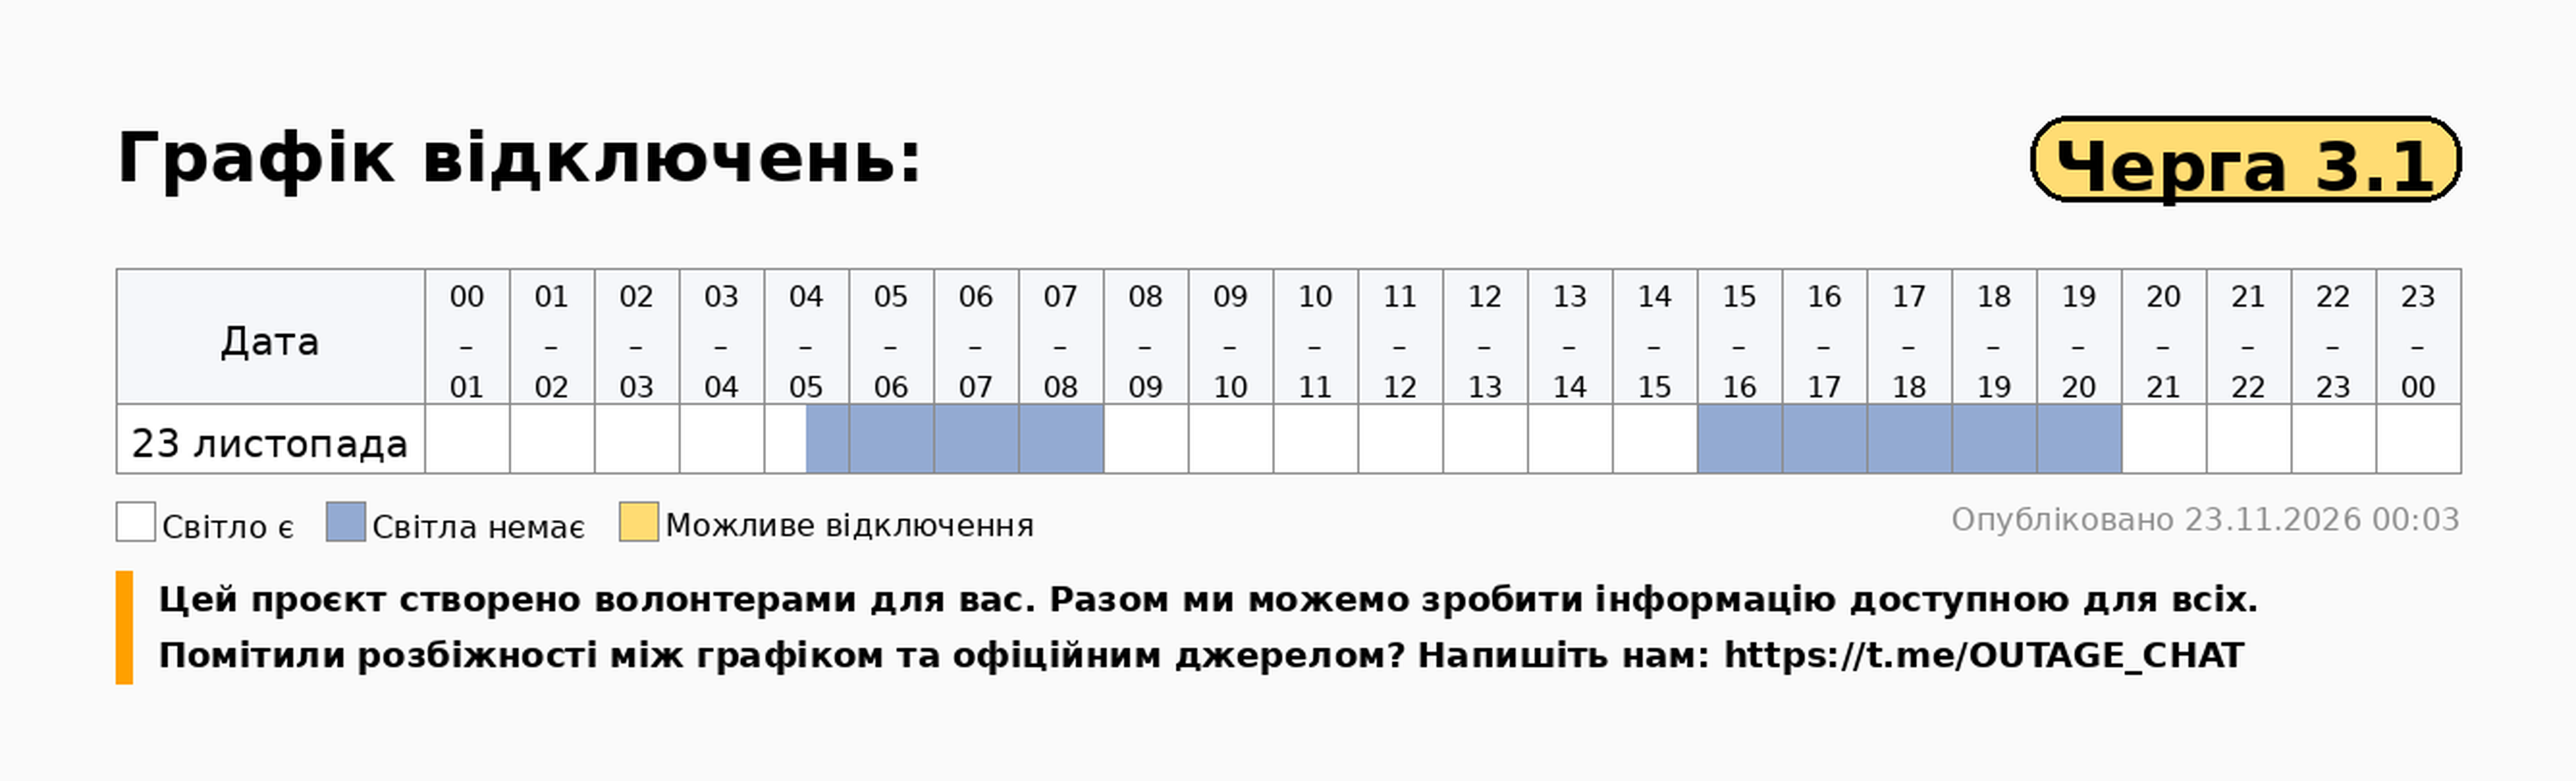 Графік відключень:
Черга 3.1
Дата
00 – 01
01 – 02
02 – 03
03 – 04
04 – 05
05 – 06
06 – 07
07 – 08
08 – 09
09 – 10
10 – 11
11 – 12
12 – 13
13 – 14
14 – 15
15 – 16
16 – 17
17 – 18
18 – 19
19 – 20
20 – 21
21 – 22
22 – 23
23 – 00
23 листопада
Світло є
Світла немає
Можливе відключення
Опубліковано 23.11.2026 00:03
Цей проєкт створено волонтерами для вас. Разом ми можемо зробити інформацію доступною для всіх.
Помітили розбіжності між графіком та офіційним джерелом? Напишіть нам: https://t.me/OUTAGE_CHAT